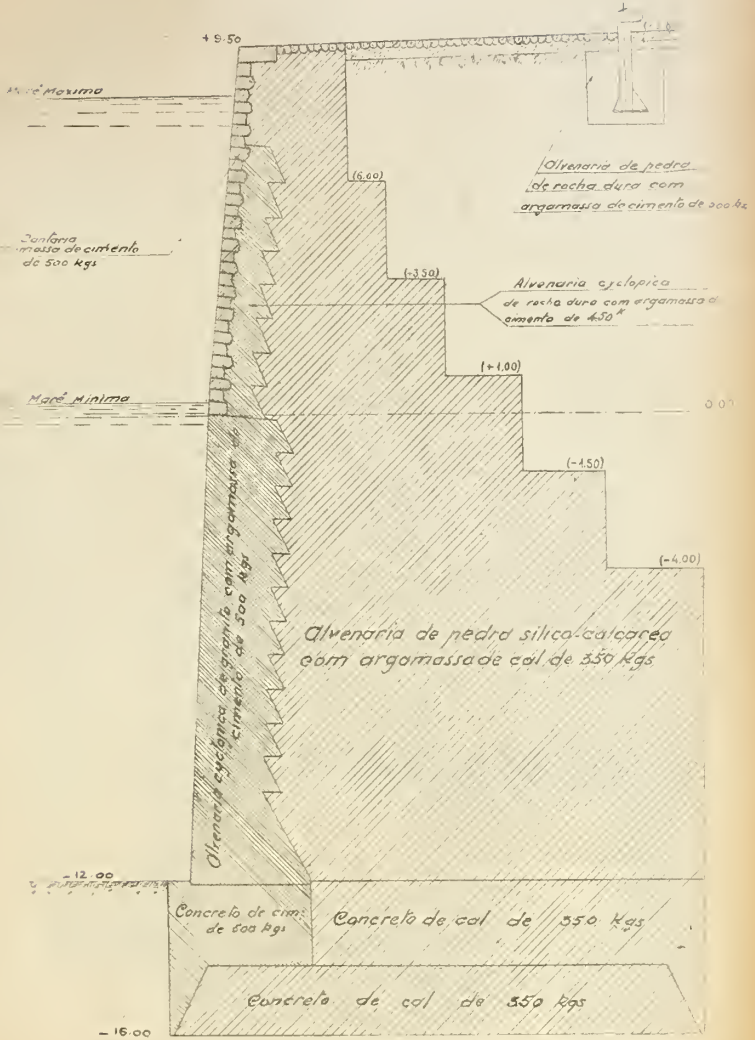 +9.50
Maré Maxima
(6.00)
Alvenaria de pedra
de rocha dura com
argamassa de cimento de
Cantaria
massa de cimento
de 500 kgs
(+3.50)
Alvenaria cyclopica
de rocha dura com argamassa d
cimento de 450 K
(+1.00)
Maré Minima
0.00
(-1.50)
(-4.00)
Alvenaria cyclopica de granito com argamassa de
cimento de 500 kgs
Alvenaria de pedra silico-calcarea
com argamassa de cal de 350 kgs
-12.00
Concreto de cim:
de 600 kgs
Concreto de cal de 350 kgs
Concreto de cal de 350 kgs
-16.00